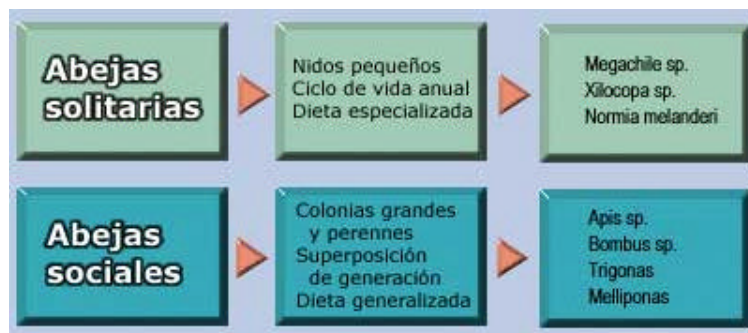 Abejas
solitarias
Nidos pequeños
Ciclo de vida anual
Dieta especializada
Megachile sp.
Xilocopa sp.
Normia melanderi
Abejas
sociales
Colonias grandes
y perennes
Superposición
de generación
Dieta generalizada
Apis sp.
Bombus sp.
Trigonas
Melliponas